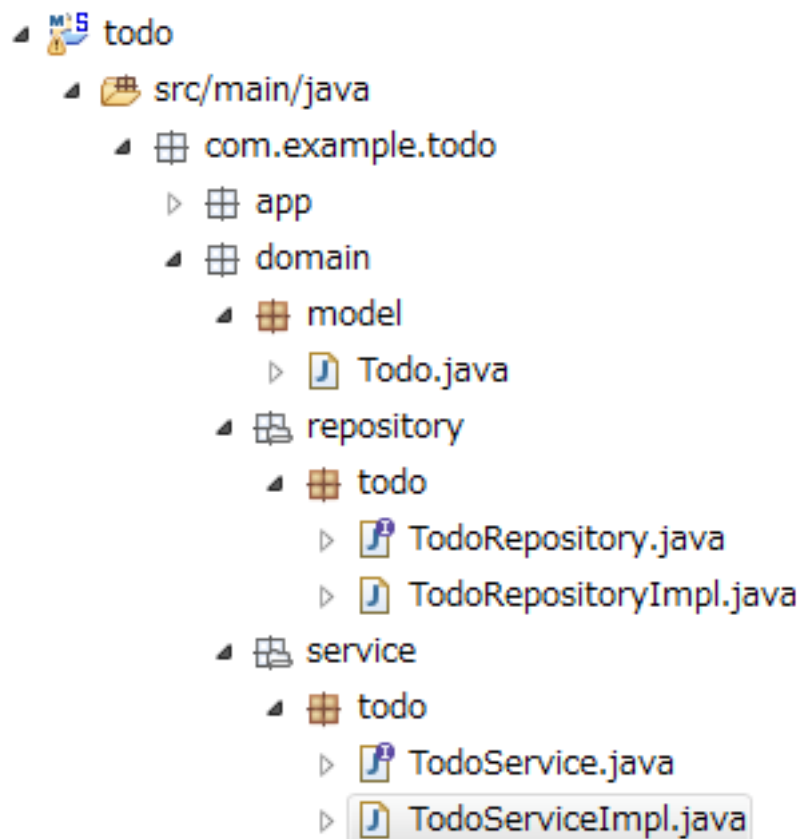 todo
src/main/java
com.example.todo
app
domain
model
Todo.java
repository
todo
TodoRepository.java
TodoRepositoryImpl.java
service
todo
TodoService.java
TodoServiceImpl.java